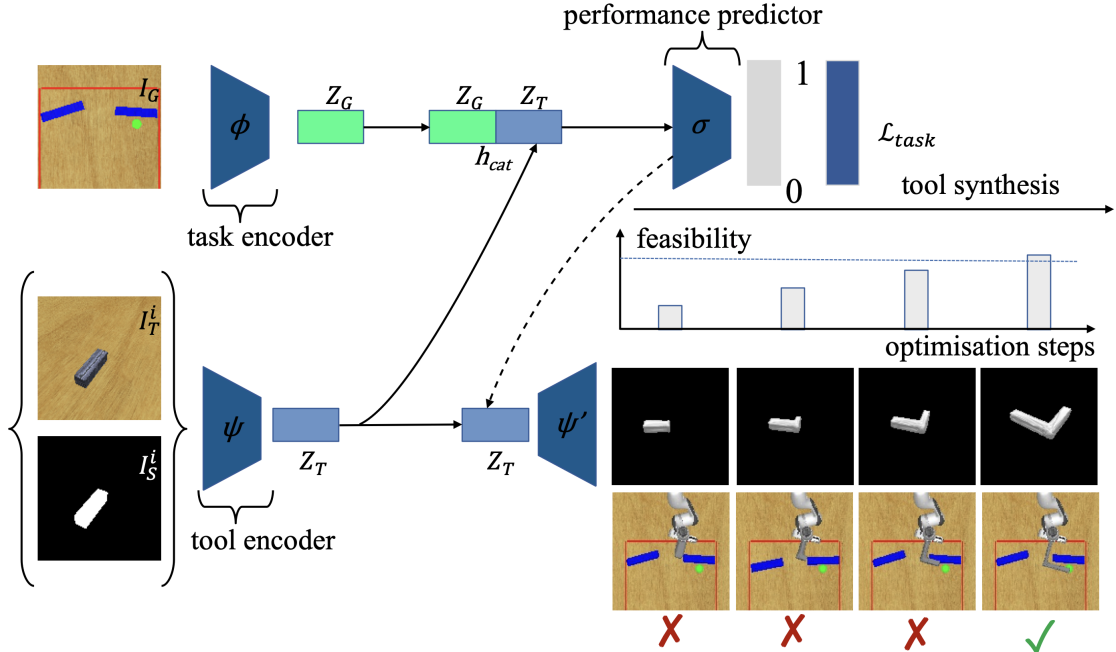 performance predictor
I_G
ϕ
Z_G
Z_G
Z_T
h_cat
σ
1
0
ℒ_task
task encoder
tool synthesis
feasibility
optimisation steps
I_T^i
I_S^i
ψ
Z_T
Z_T
ψ’
tool encoder
✗ ✗ ✗ ✓